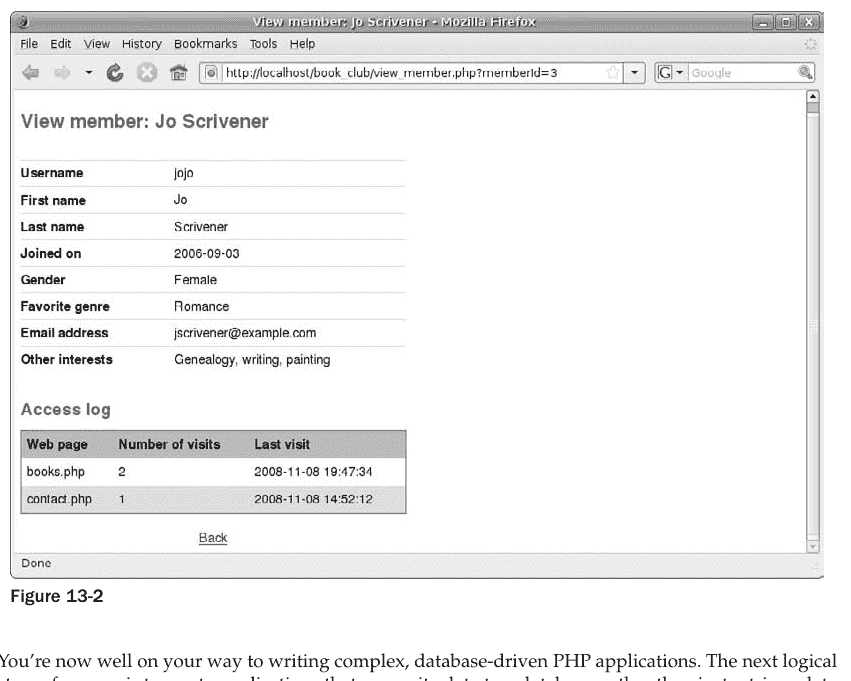 View member: Jo Scrivener - Mozilla Firefox
File Edit View History Bookmarks Tools Help
http://localhost/book_club/view_member.php?memberId=3
G Google
View member: Jo Scrivener
Username jojo
First name Jo
Last name Scrivener
Joined on 2006-09-03
Gender Female
Favorite genre Romance
Email address jscrivener@example.com
Other interests Genealogy, writing, painting
Access log
Web page Number of visits Last visit
books.php 2 2008-11-08 19:47:34
contact.php 1 2008-11-08 14:52:12
Back
Done
Figure 13-2
You’re now well on your way to writing complex, database-driven PHP applications. The next logical